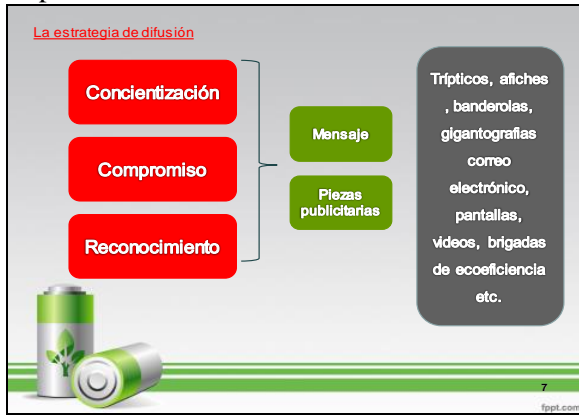 La estrategia de difusión
Concientización
Compromiso
Reconocimiento
Mensaje
Piezas
publicitarias
Trípticos, afiches
, banderolas,
gigantografias
correo
electrónico,
pantallas,
videos, brigadas
de ecoeficiencia
etc.
7
fppt.com